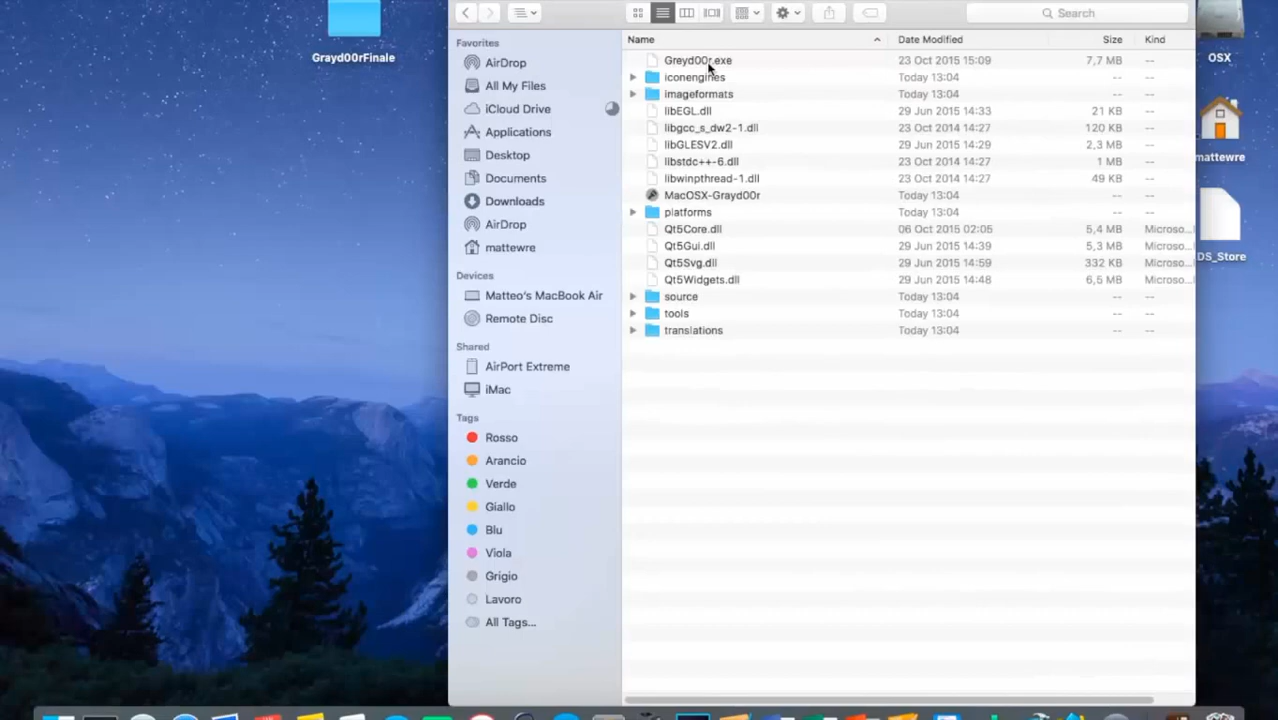 Grayd00rFinale
Search
OSX
mattewre
DS_Store
Favorites
AirDrop
All My Files
iCloud Drive
Applications
Desktop
Documents
Downloads
AirDrop
mattewre
Devices
Matteo's MacBook Air
Remote Disc
Shared
AirPort Extreme
iMac
Tags
Rosso
Arancio
Verde
Giallo
Blu
Viola
Grigio
Lavoro
All Tags...
Name Date Modified Size Kind
Greyd00r.exe 23 Oct 2015 15:09 7,7 MB --
iconengines Today 13:04 -- --
imageformats Today 13:04 -- --
libEGL.dll 29 Jun 2015 14:33 21 KB --
libgcc_s_dw2-1.dll 23 Oct 2014 14:27 120 KB --
libGLESV2.dll 29 Jun 2015 14:29 2,3 MB --
libstdc++-6.dll 23 Oct 2014 14:27 1 MB --
libwinpthread-1.dll 23 Oct 2014 14:27 49 KB --
MacOSX-Grayd00r Today 13:04 -- --
platforms Today 13:04 -- --
Qt5Core.dll 06 Oct 2015 02:05 5,4 MB Microso...
Qt5Gui.dll 29 Jun 2015 14:39 5,3 MB Microso...
Qt5Svg.dll 29 Jun 2015 14:59 332 KB Microso...
Qt5Widgets.dll 29 Jun 2015 14:48 6,5 MB Microso...
source Today 13:04 -- --
tools Today 13:04 -- --
translations Today 13:04 -- --